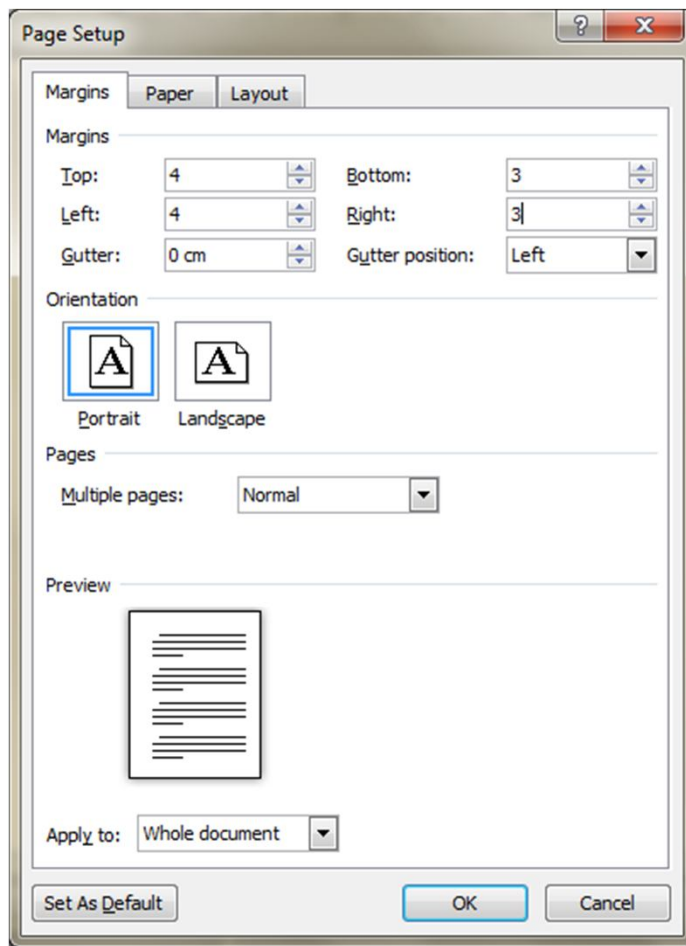 Page Setup
Margins Paper Layout
Margins
Top: 4 Bottom: 3
Left: 4 Right: 3
Gutter: 0 cm Gutter position: Left
Orientation
A A
Portrait Landscape
Pages
Multiple pages: Normal
Preview
Apply to: Whole document
Set As Default OK Cancel